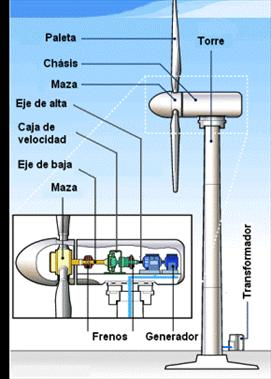 Paleta
Torre
Chásis
Maza
Eje de alta
Caja de
velocidad
Eje de baja
Maza
Transformador
Frenos
Generador